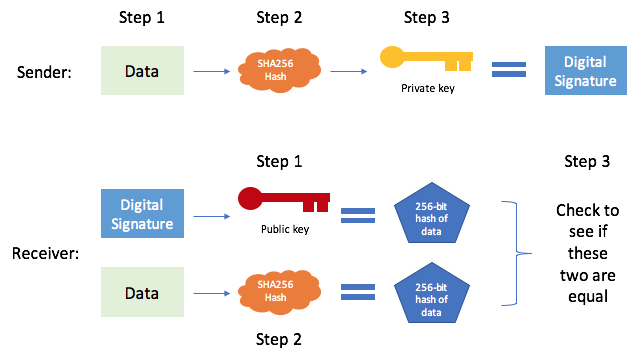 Step 1
Step 2
Step 3
Sender:
Data
SHA256
Hash
Private key
Digital
Signature
Step 1
Step 3
Receiver:
Digital
Signature
Public key
256-bit
hash of
data
Data
SHA256
Hash
256-bit
hash of
data
Step 2
Check to
see if
these
two are
equal